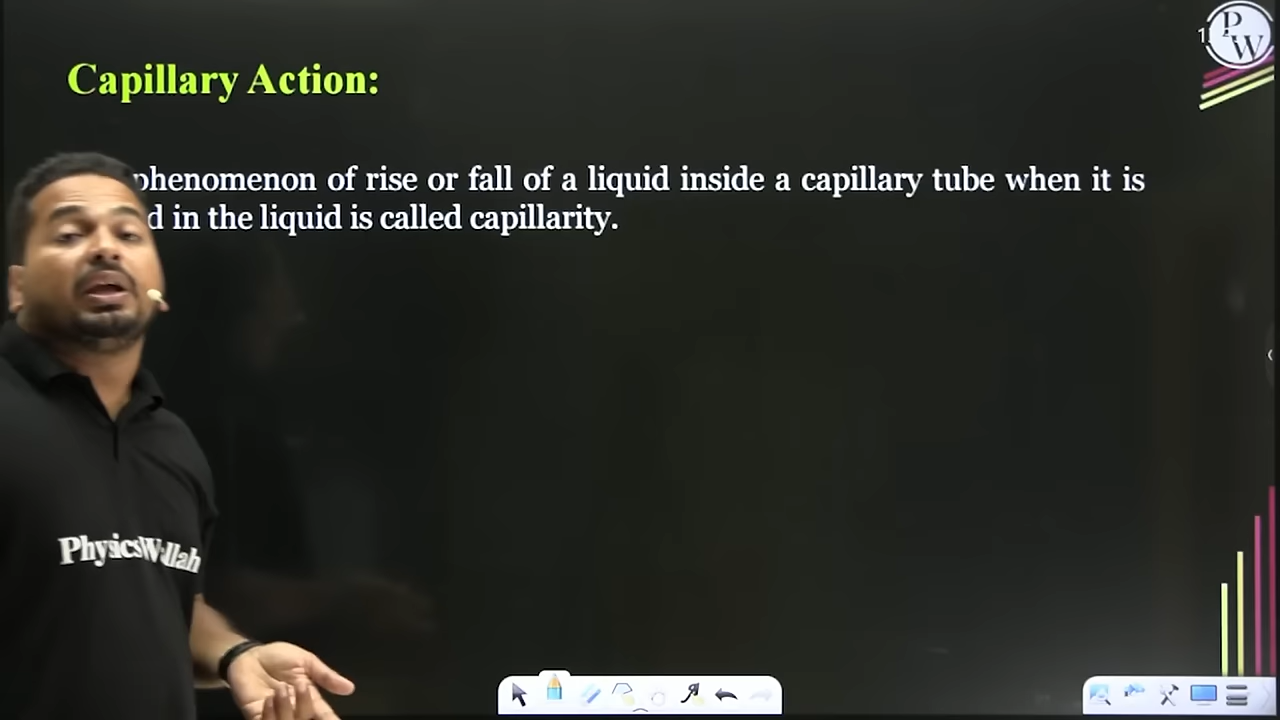 Capillary Action:
phenomenon of rise or fall of a liquid inside a capillary tube when it is
d in the liquid is called capillarity.
PhysicsWallah
PW